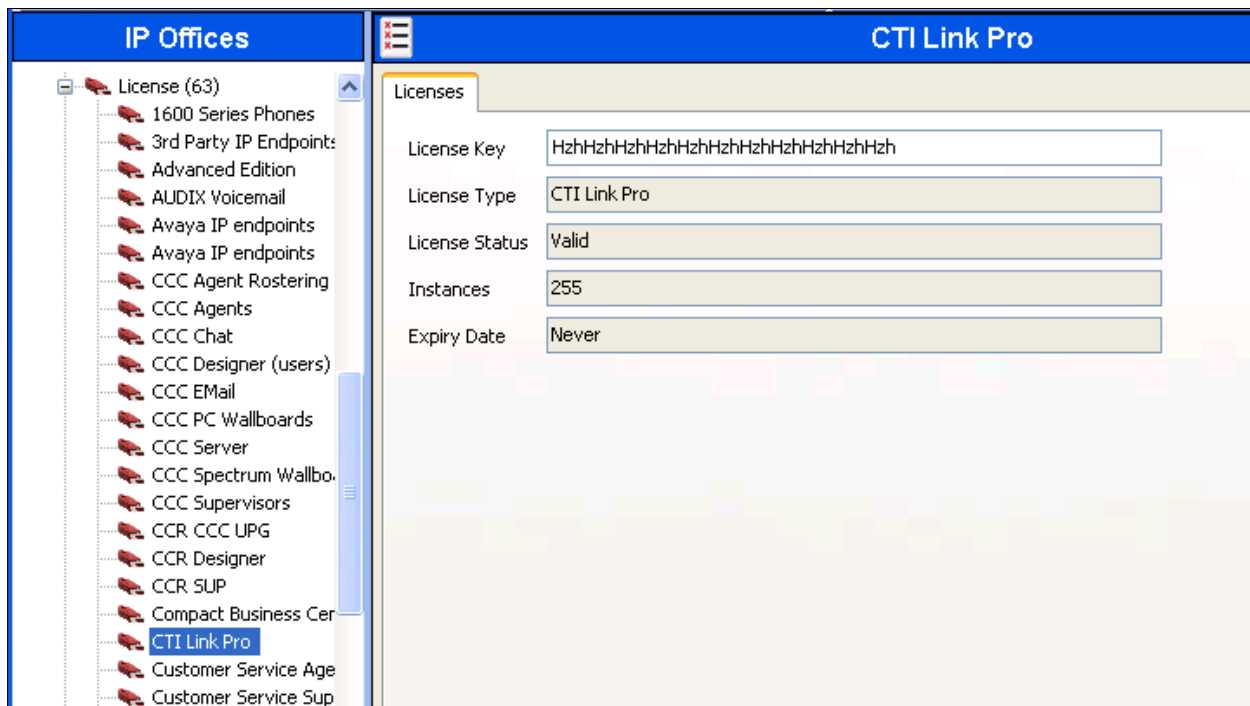 IP Offices
License (63)
1600 Series Phones
3rd Party IP Endpoints
Advanced Edition
AUDIX Voicemail
Avaya IP endpoints
Avaya IP endpoints
CCC Agent Rostering
CCC Agents
CCC Chat
CCC Designer (users)
CCC EMail
CCC PC Wallboards
CCC Server
CCC Spectrum Wallbo
CCC Supervisors
CCR CCC UPG
CCR Designer
CCR SUP
Compact Business Cer
CTI Link Pro
Customer Service Age
Customer Service Sup
CTI Link Pro
Licenses
License Key HzhHzhHzhHzhHzhHzhHzhHzhHzhHzhHzh
License Type CTI Link Pro
License Status Valid
Instances 255
Expiry Date Never